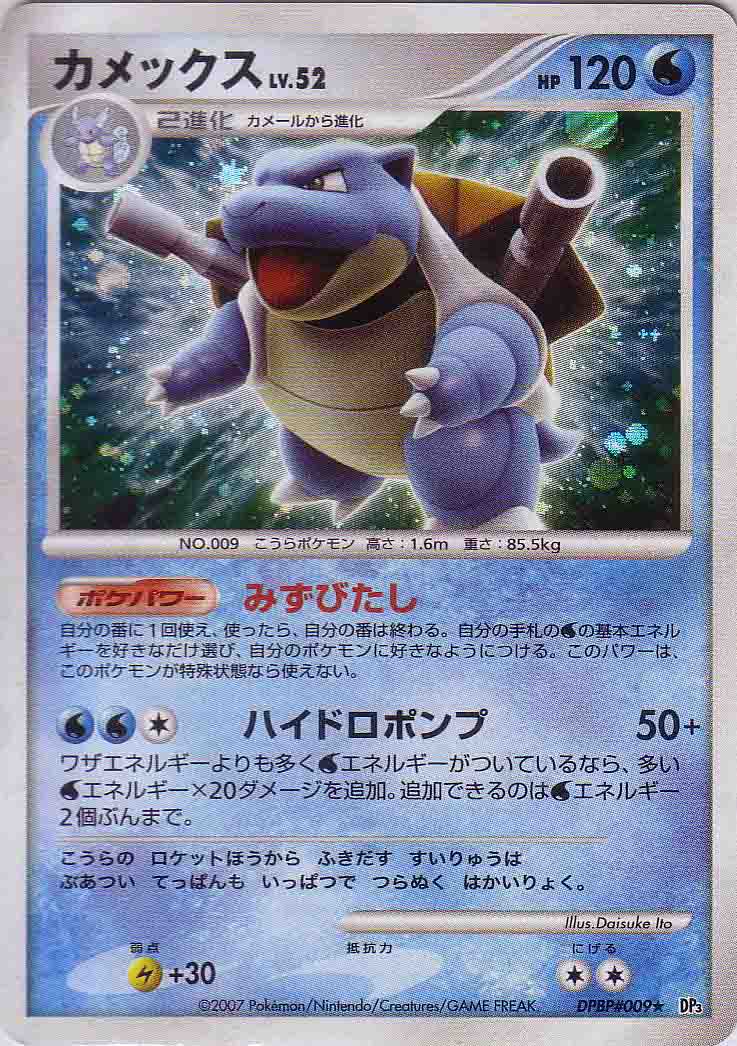 カメックス LV.52 HP 120
2進化 カメールから進化
NO.009 こうらポケモン 高さ:1.6m 重さ:85.5kg
ポケパワー みずびたし
自分の番に1回使え、使ったら、自分の番は終わる。自分の手札のの基本エネル
ギーを好きなだけ選び、自分のポケモンに好きなようにつける。このパワーは、
このポケモンが特殊状態なら使えない。
ハイドロポンプ 50+
ワザエネルギーよりも多くエネルギーがついているなら、多い
エネルギー×20ダメージを追加。追加できるのはエネルギー
2個ぶんまで。
こうらの ロケットほうから ふきだす すいりゅうは
ぶあつい てっぱんも いっぱつで つらぬく はかいりょく。
Illus.Daisuke Ito
弱点 抵抗力 にげる
+30
©2007 Pokémon/Nintendo/Creatures/GAME FREAK. DPBP#009★ DP3